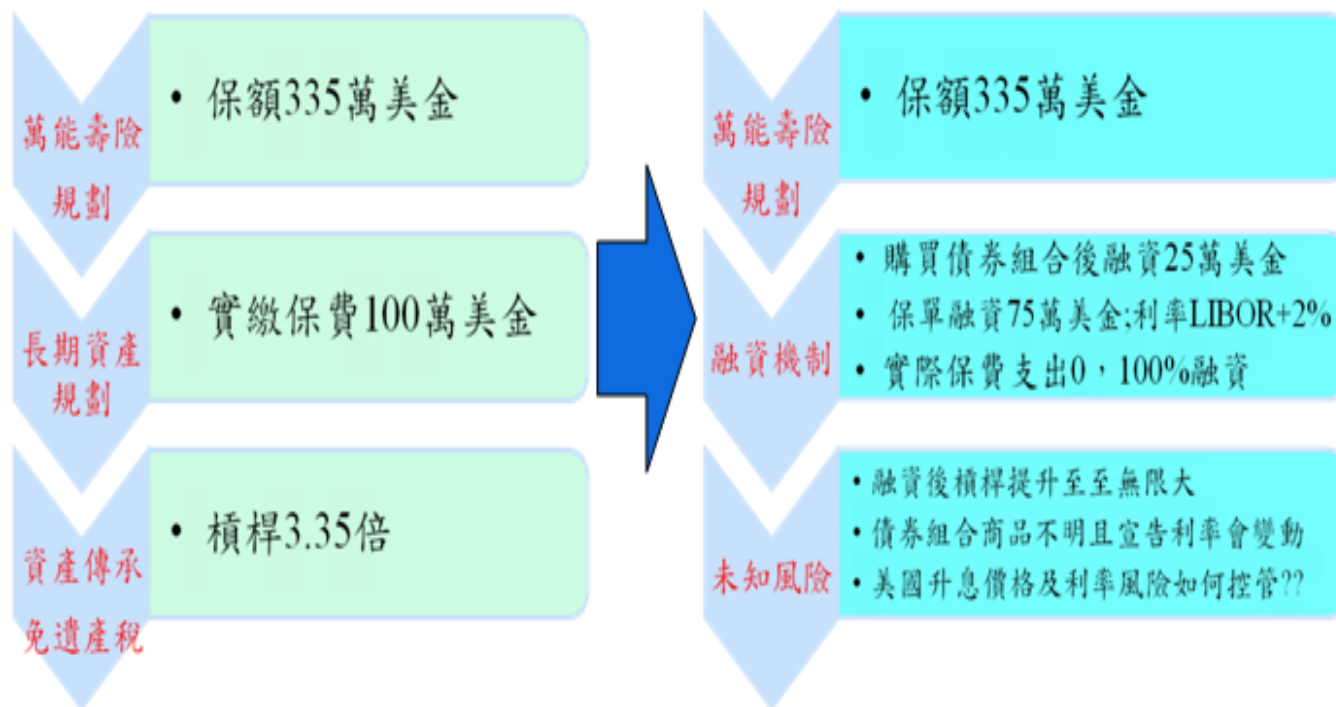 萬能壽險
規劃
• 保額335萬美金
長期資產
規劃
• 實繳保費100萬美金
資產傳承
免遺產稅
• 槓桿3.35倍
萬能壽險
規劃
• 保額335萬美金
融資機制
• 購買債券組合後融資25萬美金
• 保單融資75萬美金;利率LIBOR+2%
• 實際保費支出0，100%融資
未知風險
• 融資後槓桿提升至至無限大
• 債券組合商品不明且宣告利率會變動
• 美國升息價格及利率風險如何控管??